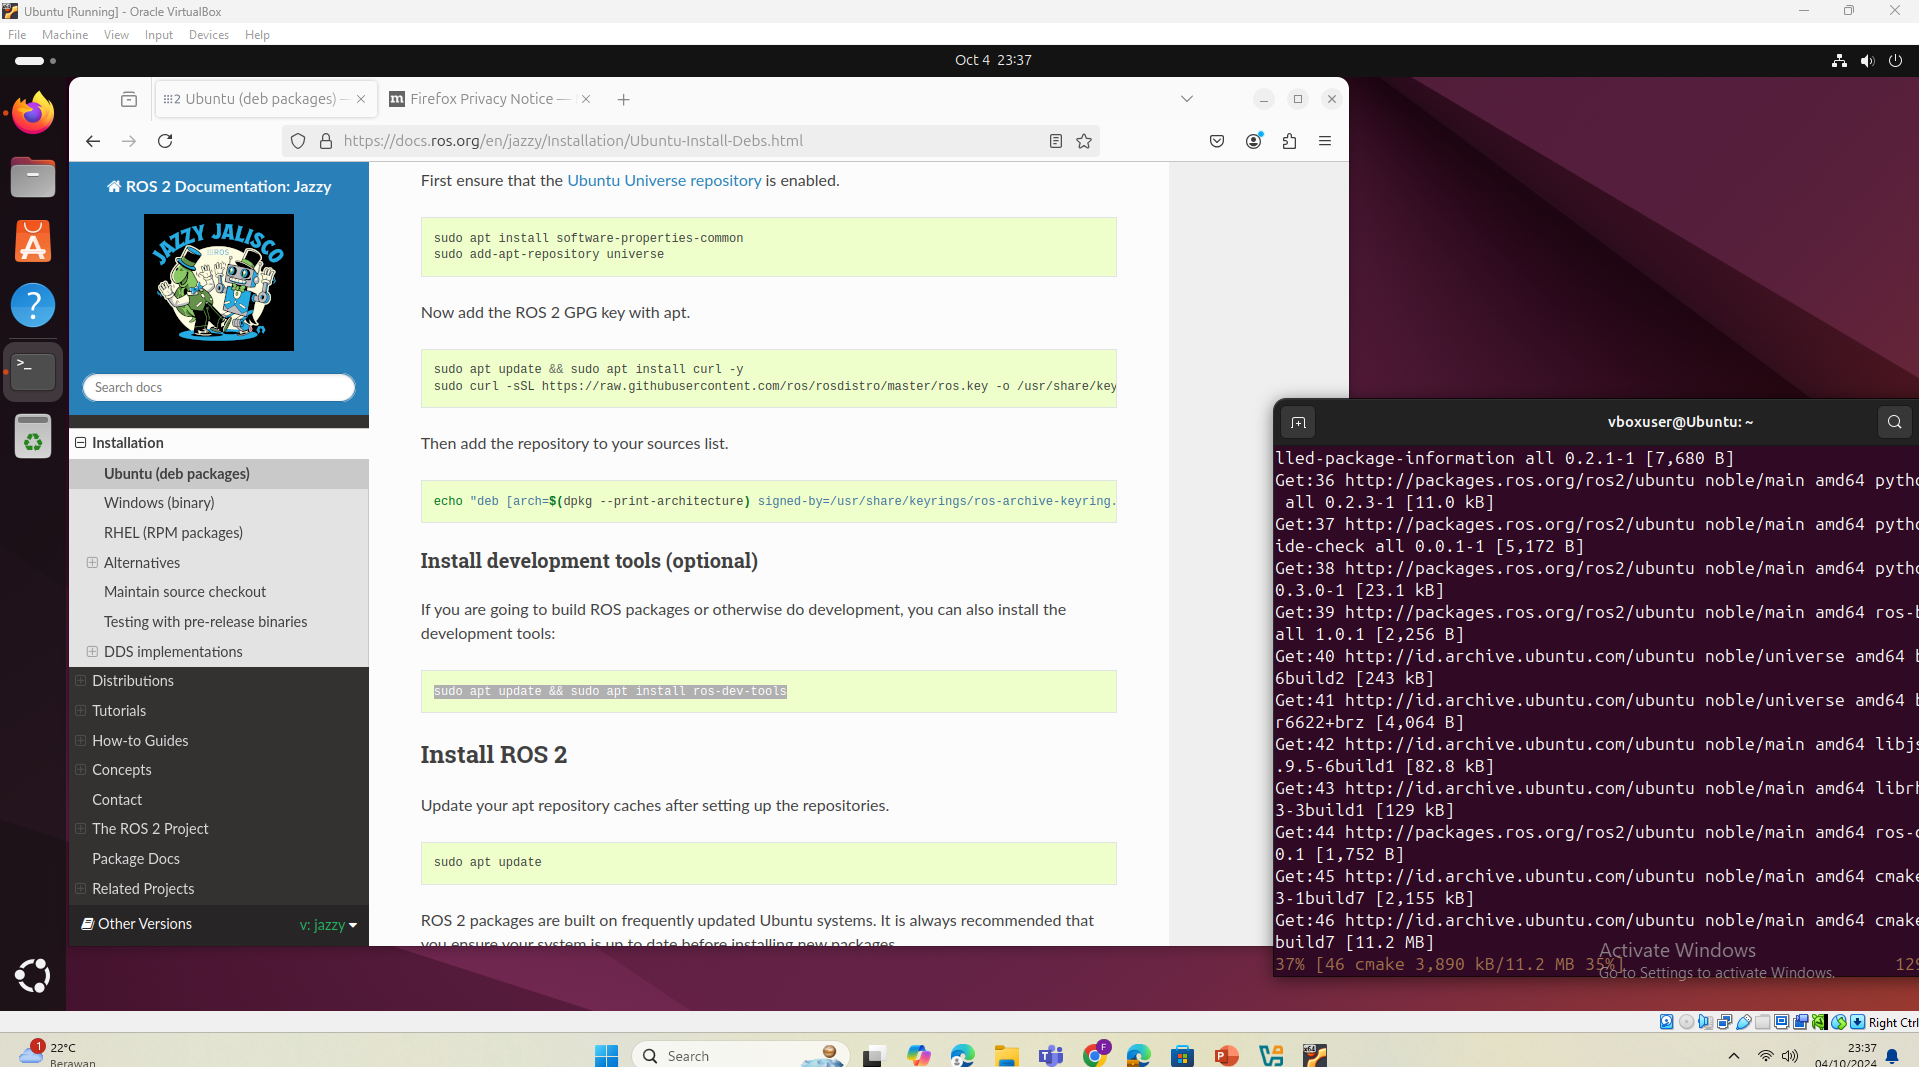 Ubuntu [Running] - Oracle VirtualBox
File Machine View Input Devices Help
Oct 4 23:37
Ubuntu (deb packages) —
Firefox Privacy Notice —
https://docs.ros.org/en/jazzy/Installation/Ubuntu-Install-Debs.html
ROS 2 Documentation: Jazzy
JAZZY JALISCO
ROS
Search docs
Installation
Ubuntu (deb packages)
Windows (binary)
RHEL (RPM packages)
Alternatives
Maintain source checkout
Testing with pre-release binaries
DDS implementations
Distributions
Tutorials
How-to Guides
Concepts
Contact
The ROS 2 Project
Package Docs
Related Projects
Other Versions
v: jazzy
First ensure that the Ubuntu Universe repository is enabled.
sudo apt install software-properties-common
sudo add-apt-repository universe
Now add the ROS 2 GPG key with apt.
sudo apt update && sudo apt install curl -y
sudo curl -sSL https://raw.githubusercontent.com/ros/rosdistro/master/ros.key -o /usr/share/key
Then add the repository to your sources list.
echo "deb [arch=$(dpkg --print-architecture) signed-by=/usr/share/keyrings/ros-archive-keyring.
Install development tools (optional)
If you are going to build ROS packages or otherwise do development, you can also install the
development tools:
sudo apt update && sudo apt install ros-dev-tools
Install ROS 2
Update your apt repository caches after setting up the repositories.
sudo apt update
ROS 2 packages are built on frequently updated Ubuntu systems. It is always recommended that
you ensure your system is up to date before installing new packages.
vboxuser@Ubuntu: ~
lled-package-information all 0.2.1-1 [7,680 B]
Get:36 http://packages.ros.org/ros2/ubuntu noble/main amd64 pytho
all 0.2.3-1 [11.0 kB]
Get:37 http://packages.ros.org/ros2/ubuntu noble/main amd64 pytho
ide-check all 0.0.1-1 [5,172 B]
Get:38 http://packages.ros.org/ros2/ubuntu noble/main amd64 pytho
0.3.0-1 [23.1 kB]
Get:39 http://packages.ros.org/ros2/ubuntu noble/main amd64 ros-b
all 1.0.1 [2,256 B]
Get:40 http://id.archive.ubuntu.com/ubuntu noble/universe amd64 b
6build2 [243 kB]
Get:41 http://id.archive.ubuntu.com/ubuntu noble/universe amd64 b
r6622+brz [4,064 B]
Get:42 http://id.archive.ubuntu.com/ubuntu noble/main amd64 libjs
.9.5-6build1 [82.8 kB]
Get:43 http://id.archive.ubuntu.com/ubuntu noble/main amd64 librh
3-3build1 [129 kB]
Get:44 http://packages.ros.org/ros2/ubuntu noble/main amd64 ros-d
0.1 [1,752 B]
Get:45 http://id.archive.ubuntu.com/ubuntu noble/main amd64 cmake
3-1build7 [2,155 kB]
Get:46 http://id.archive.ubuntu.com/ubuntu noble/main amd64 cmake
build7 [11.2 MB]
37% [46 cmake 3,890 kB/11.2 MB 35%] 129
Activate Windows
Go to Settings to activate Windows.
Right Ctrl
1
22°C
Berawan
Search
F
23:37
04/10/2024